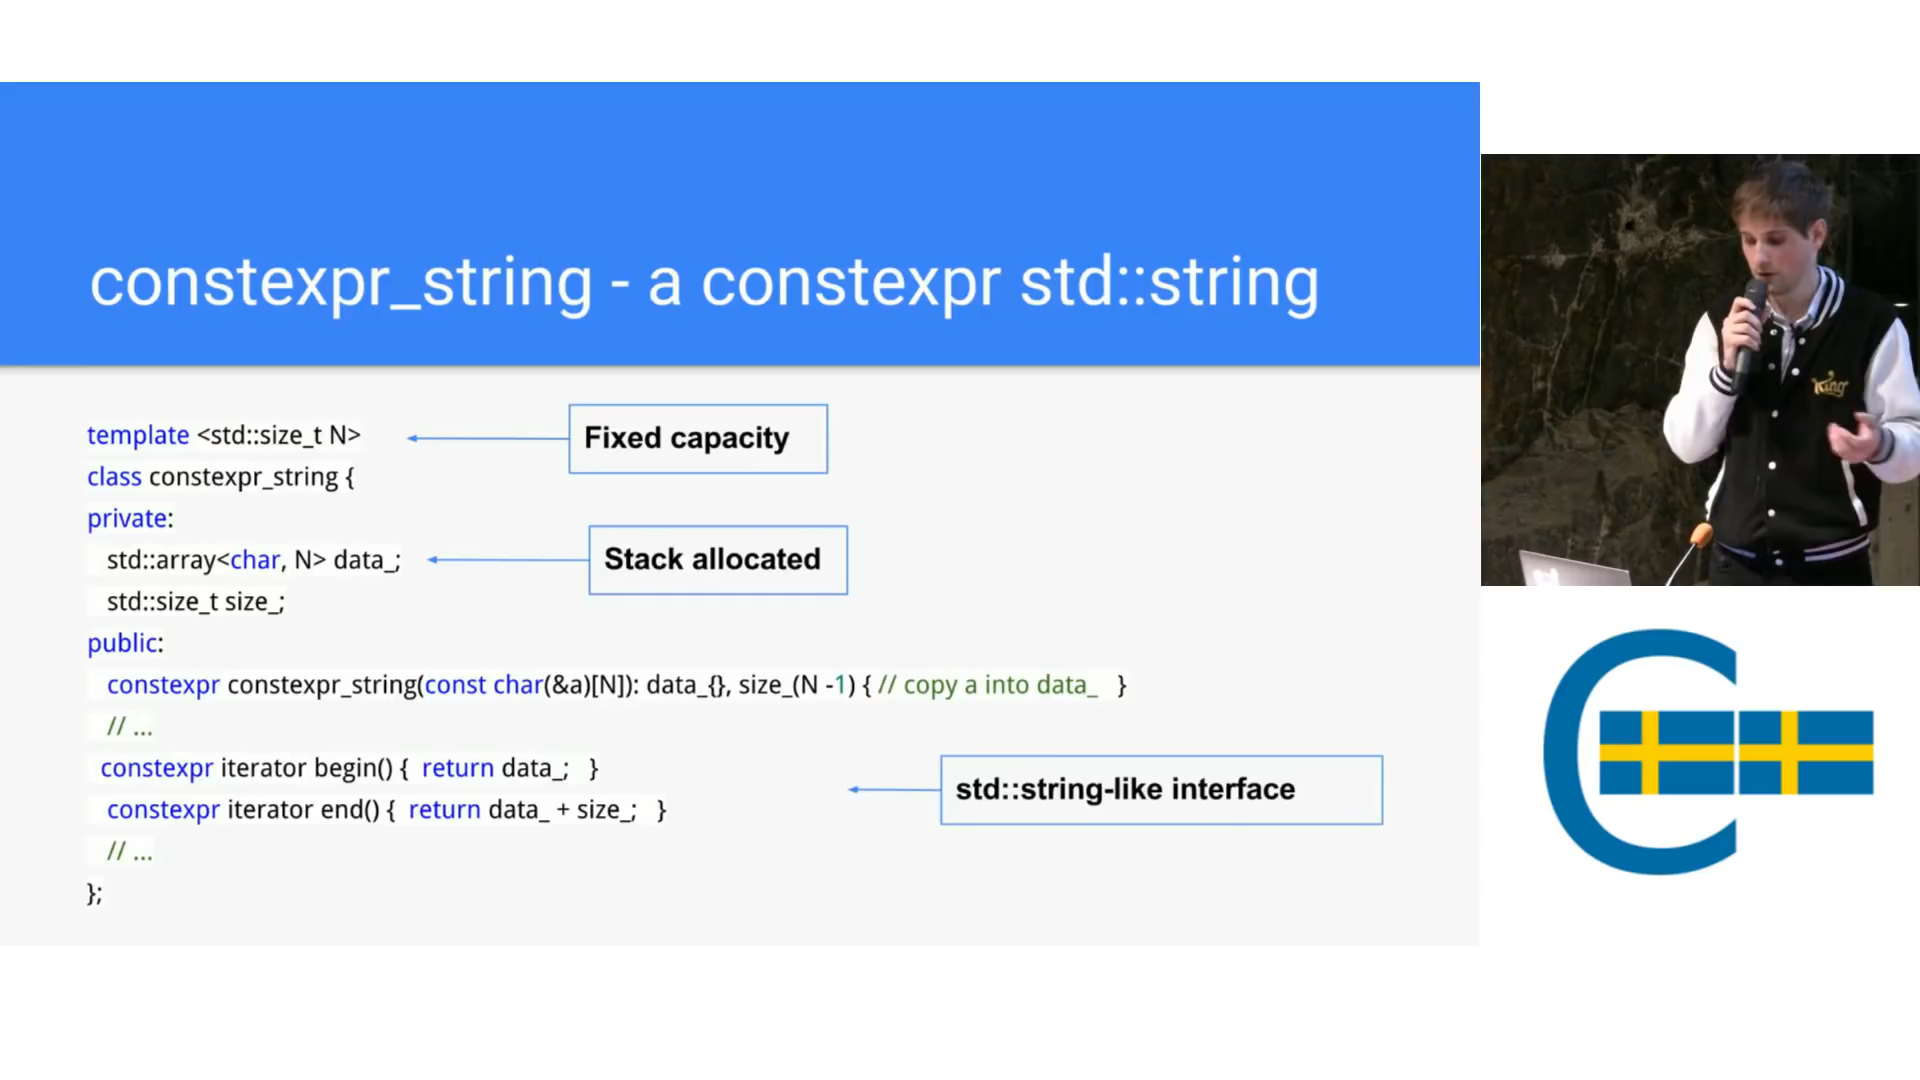 constexpr_string - a constexpr std::string
template <std::size_t N>
Fixed capacity
class constexpr_string {
private:
std::array<char, N> data_;
Stack allocated
std::size_t size_;
public:
constexpr constexpr_string(const char(&a)[N]): data_{}, size_(N -1) { // copy a into data_ }
// ...
constexpr iterator begin() { return data_; }
std::string-like interface
constexpr iterator end() { return data_ + size_; }
// ...
};
King
C